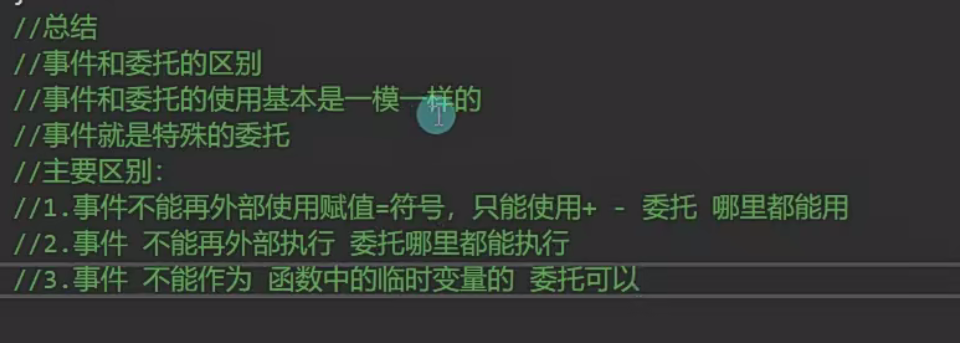 //总结
//事件和委托的区别
//事件和委托的使用基本是一模一样的
//事件就是特殊的委托
//主要区别：
//1.事件不能再外部使用赋值=符号，只能使用+ - 委托 哪里都能用
//2.事件 不能再外部执行 委托哪里都能执行
//3.事件 不能作为 函数中的临时变量的 委托可以